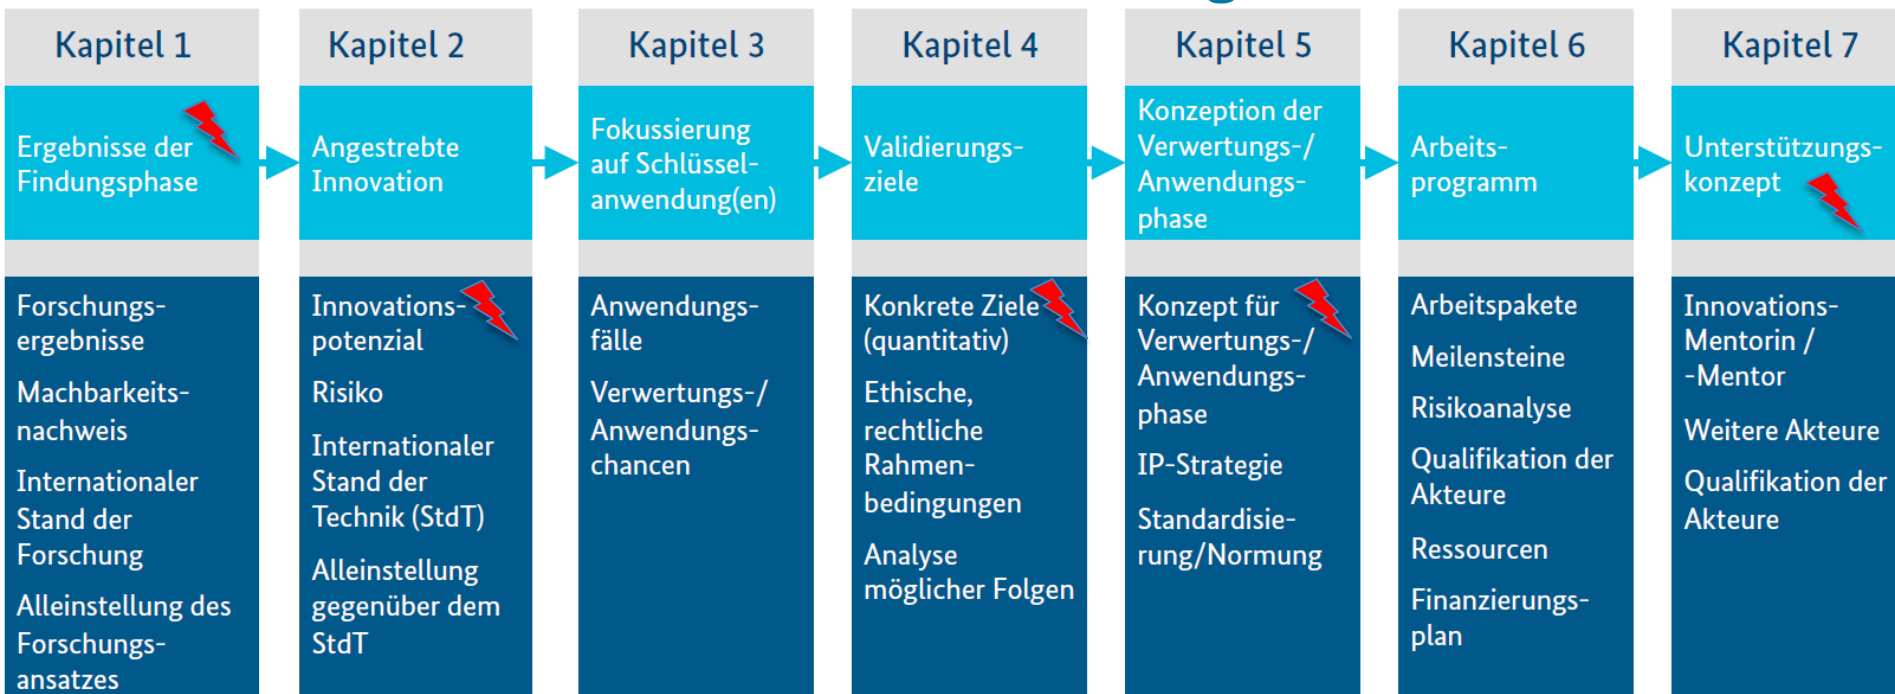 Kapitel 1
Ergebnisse der
Findungsphase
Forschungs-
ergebnisse
Machbarkeits-
nachweis
Internationaler
Stand der
Forschung
Alleinstellung des
Forschungs-
ansatzes
Kapitel 2
Angestrebte
Innovation
Innovations-
potenzial
Risiko
Internationaler
Stand der
Technik (StdT)
Alleinstellung
gegenüber dem
StdT
Kapitel 3
Fokussierung
auf Schlüssel-
anwendung(en)
Anwendungs-
fälle
Verwertungs-/
Anwendungs-
chancen
Kapitel 4
Validierungs-
ziele
Konkrete Ziele
(quantitativ)
Ethische,
rechtliche
Rahmen-
bedingungen
Analyse
möglicher Folgen
Kapitel 5
Konzeption der
Verwertungs-/
Anwendungs-
phase
Konzept für
Verwertungs-/
Anwendungs-
phase
IP-Strategie
Standardisie-
rung/Normung
Kapitel 6
Arbeits-
programm
Arbeitspakete
Meilensteine
Risikoanalyse
Qualifikation der
Akteure
Ressourcen
Finanzierungs-
plan
Kapitel 7
Unterstützungs-
konzept
Innovations-
Mentorin /
-Mentor
Weitere Akteure
Qualifikation der
Akteure